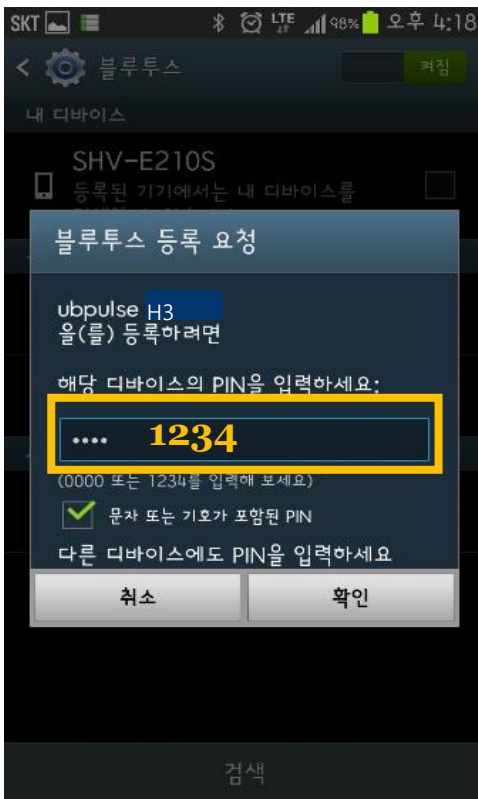 SKT LTE 98% 오후 4:18
블루투스 켜짐
내 디바이스
SHV-E210S
등록된 기기에서는 내 디바이스를
블루투스 등록 요청
ubpulse H3
을(를) 등록하려면
해당 디바이스의 PIN을 입력하세요:
•••• 1234
(0000 또는 1234를 입력해 보세요)
문자 또는 기호가 포함된 PIN
다른 디바이스에도 PIN을 입력하세요
취소 확인
검색